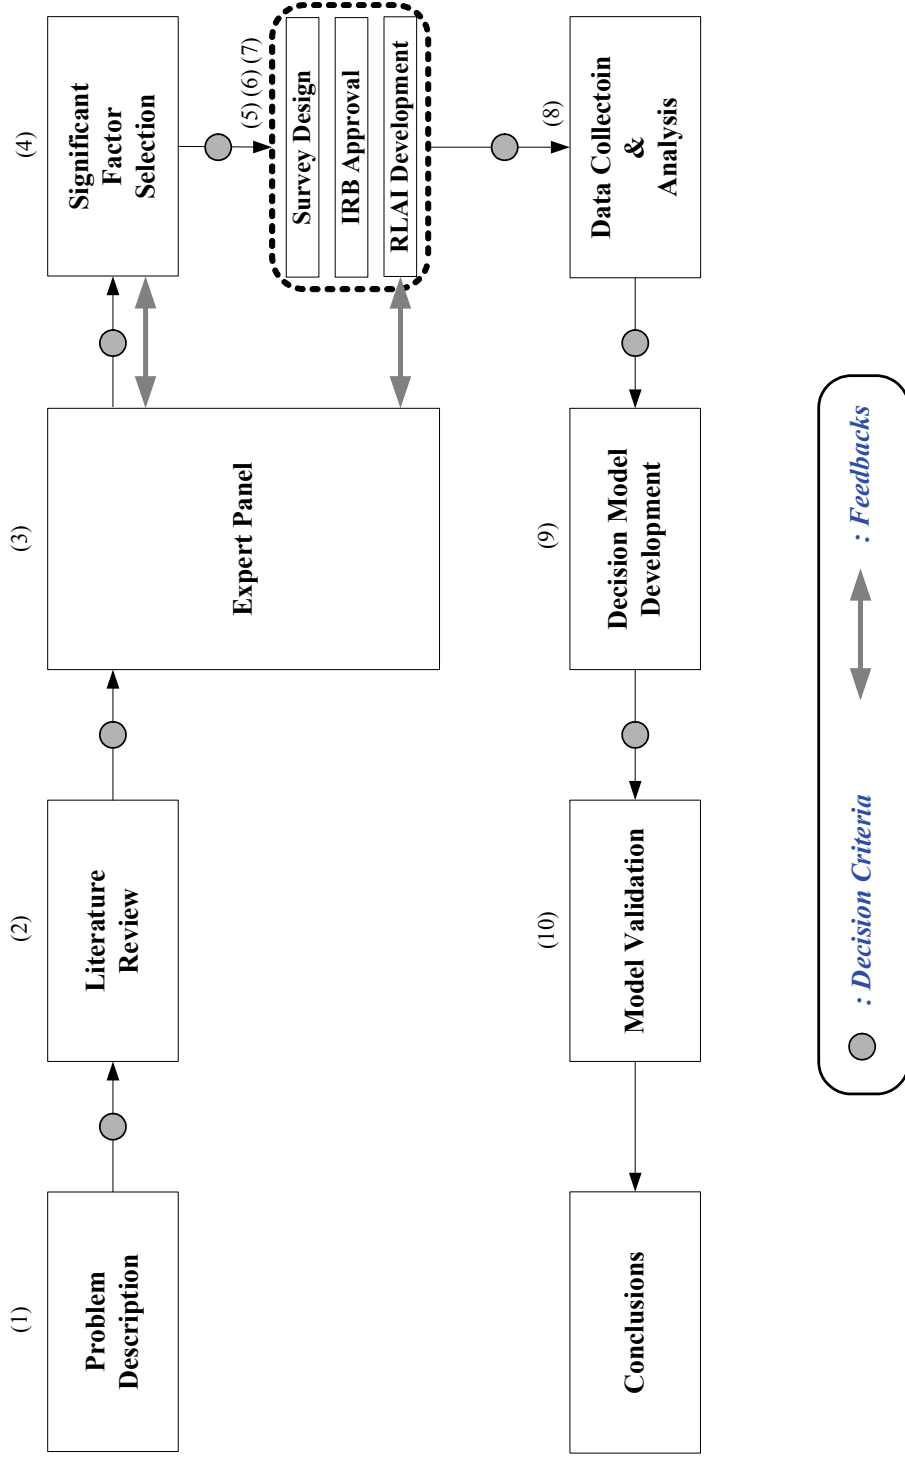 (1)
Problem
Description
(2)
Literature
Review
(3)
Expert Panel
(4)
Significant
Factor
Selection
(5) (6) (7)
Survey Design
IRB Approval
RLAI Development
(8)
Data Collectoin
&
Analysis
(9)
Decision Model
Development
(10)
Model Validation
Conclusions
: Decision Criteria
: Feedbacks